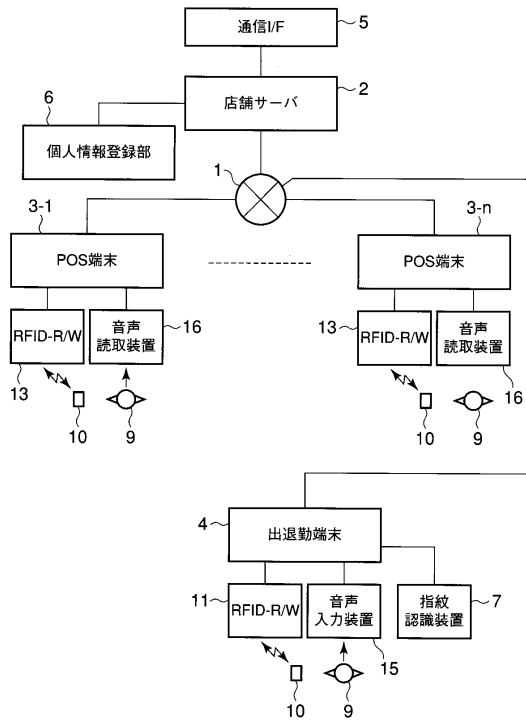 通信I/F
5
店舗サーバ
2
6
個人情報登録部
1
3-1
POS端末
3-n
POS端末
RFID-R/W
13
音声
読取装置
16
10
9
13
RFID-R/W
音声
読取装置
16
10
9
4
出退勤端末
11
RFID-R/W
音声
入力装置
15
指紋
認識装置
7
10
9